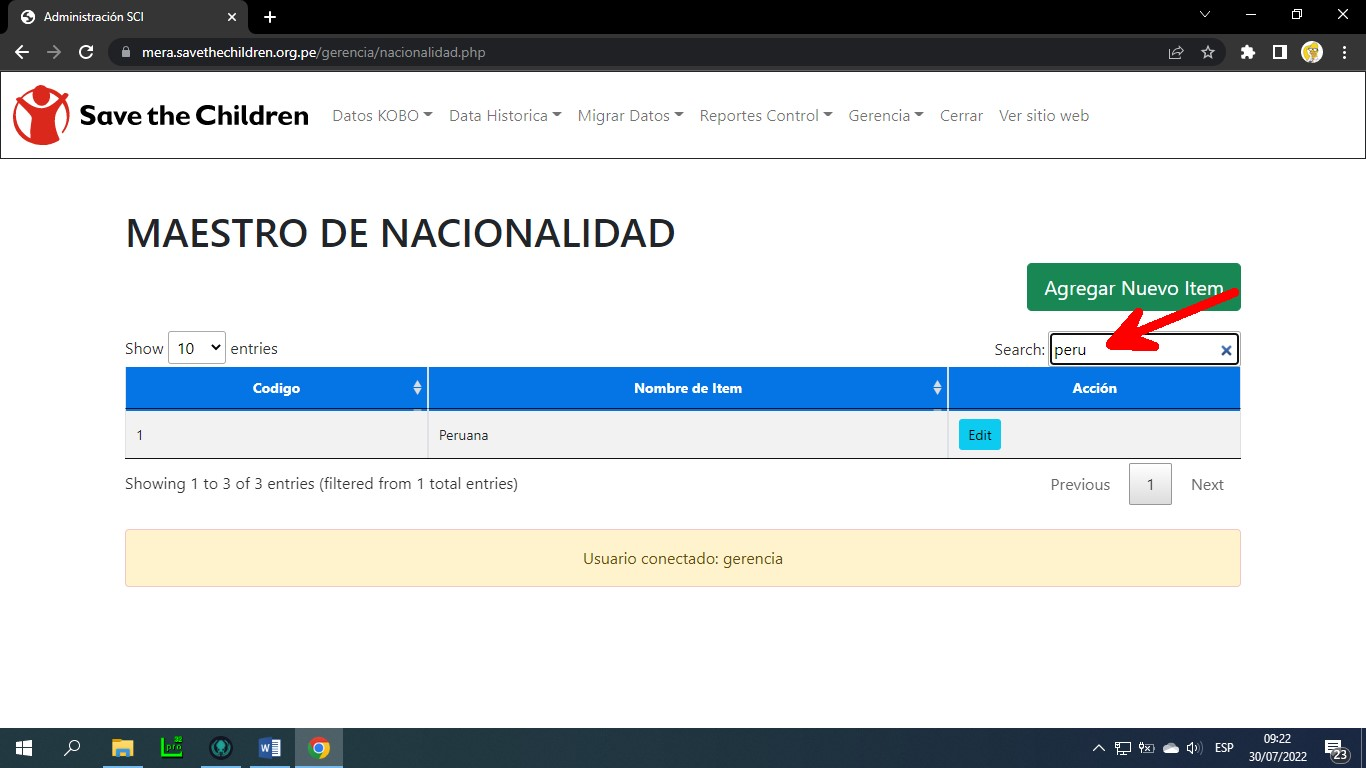 Administración SCI
mera.savethechildren.org.pe/gerencia/nacionalidad.php
Save the Children Datos KOBO Data Historica Migrar Datos Reportes Control Gerencia Cerrar Ver sitio web
MAESTRO DE NACIONALIDAD
Agregar Nuevo Item
Show 10 entries Search: peru
Codigo Nombre de Item Acción
1 Peruana Edit
Showing 1 to 3 of 3 entries (filtered from 1 total entries) Previous 1 Next
Usuario conectado: gerencia
ESP 09:22
30/07/2022 23